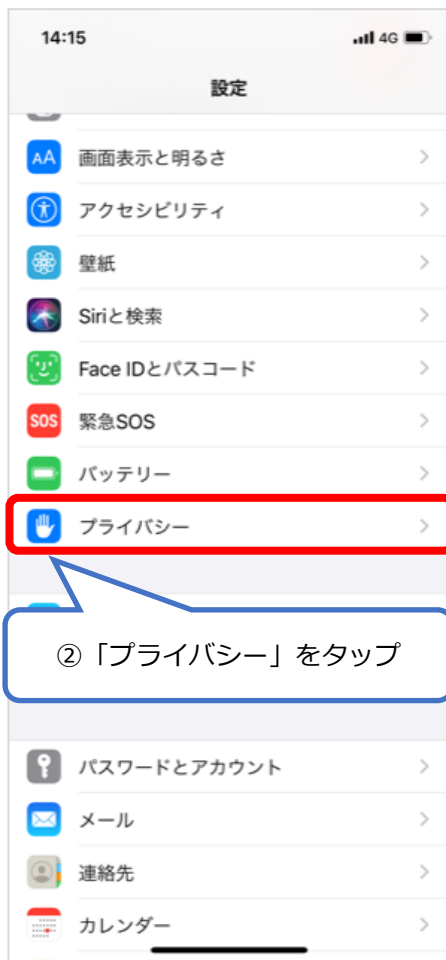 14:15
4G
設定
AA
画面表示と明るさ
アクセシビリティ
壁紙
Siriと検索
Face IDとパスコード
SOS
緊急SOS
バッテリー
プライバシー
②「プライバシー」をタップ
パスワードとアカウント
メール
連絡先
カレンダー